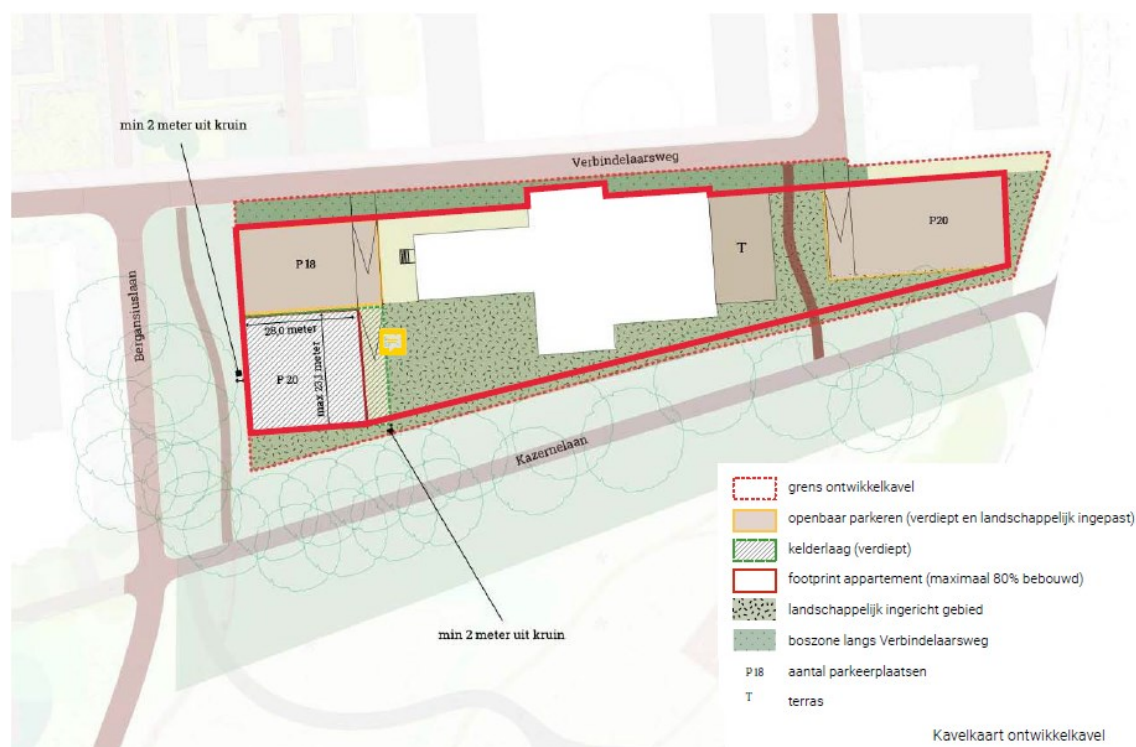 min 2 meter uit kruin
Verbindelaarsweg
P 18
T
P20
Bergansiuslaan
28,0 meter
max 23,1 meter
P 20
Kazernelaan
min 2 meter uit kruin
grens ontwikkelkavel
openbaar parkeren (verdiept en landschappelijk ingepast)
kelderlaag (verdiept)
footprint appartement (maximaal 80% bebouwd)
landschappelijk ingericht gebied
boszone langs Verbindelaarsweg
P18 aantal parkeerplaatsen
T terras
Kavelkaart ontwikkelkavel